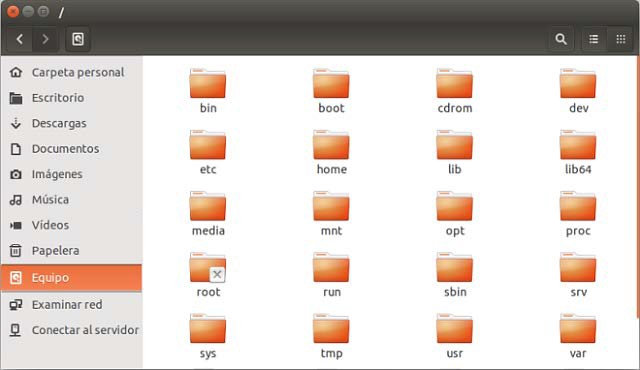 /
Carpeta personal
Escritorio
Descargas
Documentos
Imágenes
Música
Vídeos
Papelera
Equipo
Examinar red
Conectar al servidor
bin boot cdrom dev
etc home lib lib64
media mnt opt proc
root run sbin srv
sys tmp usr var